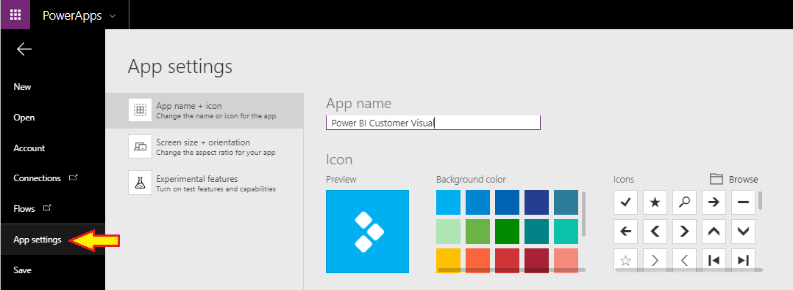 PowerApps
App settings
New
Open
Account
Connections
Flows
App settings
Save
App name + icon
Change the name or icon for the app
Screen size + orientation
Change the aspect ratio for your app
Experimental features
Turn on test features and capabilities
App name
Power BI Customer Visual
Icon
Preview
Background color
Icons
Browse